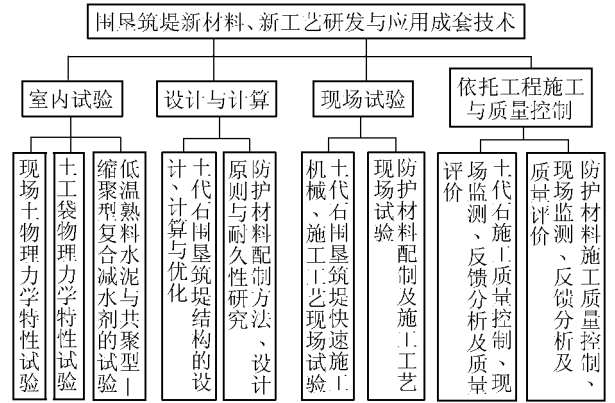 围垦筑堤新材料、新工艺研发与应用成套技术
室内试验
设计与计算
现场试验
依托工程施工
与质量控制
现场土物理力学特性试验
土工袋物理力学特性试验
低温熟料水泥与共聚型—
缩聚型复合减水剂的试验
土代石围垦筑堤结构的设
计、计算与优化
防护材料配制方法、设计
原则与耐久性研究
土代石围垦筑堤快速施工
机械、施工工艺现场试验
防护材料配制及施工工艺
现场试验
土代石施工质量控制、现
场监测、反馈分析及质量
评价
防护材料施工质量控制、
现场监测、反馈分析及
质量评价